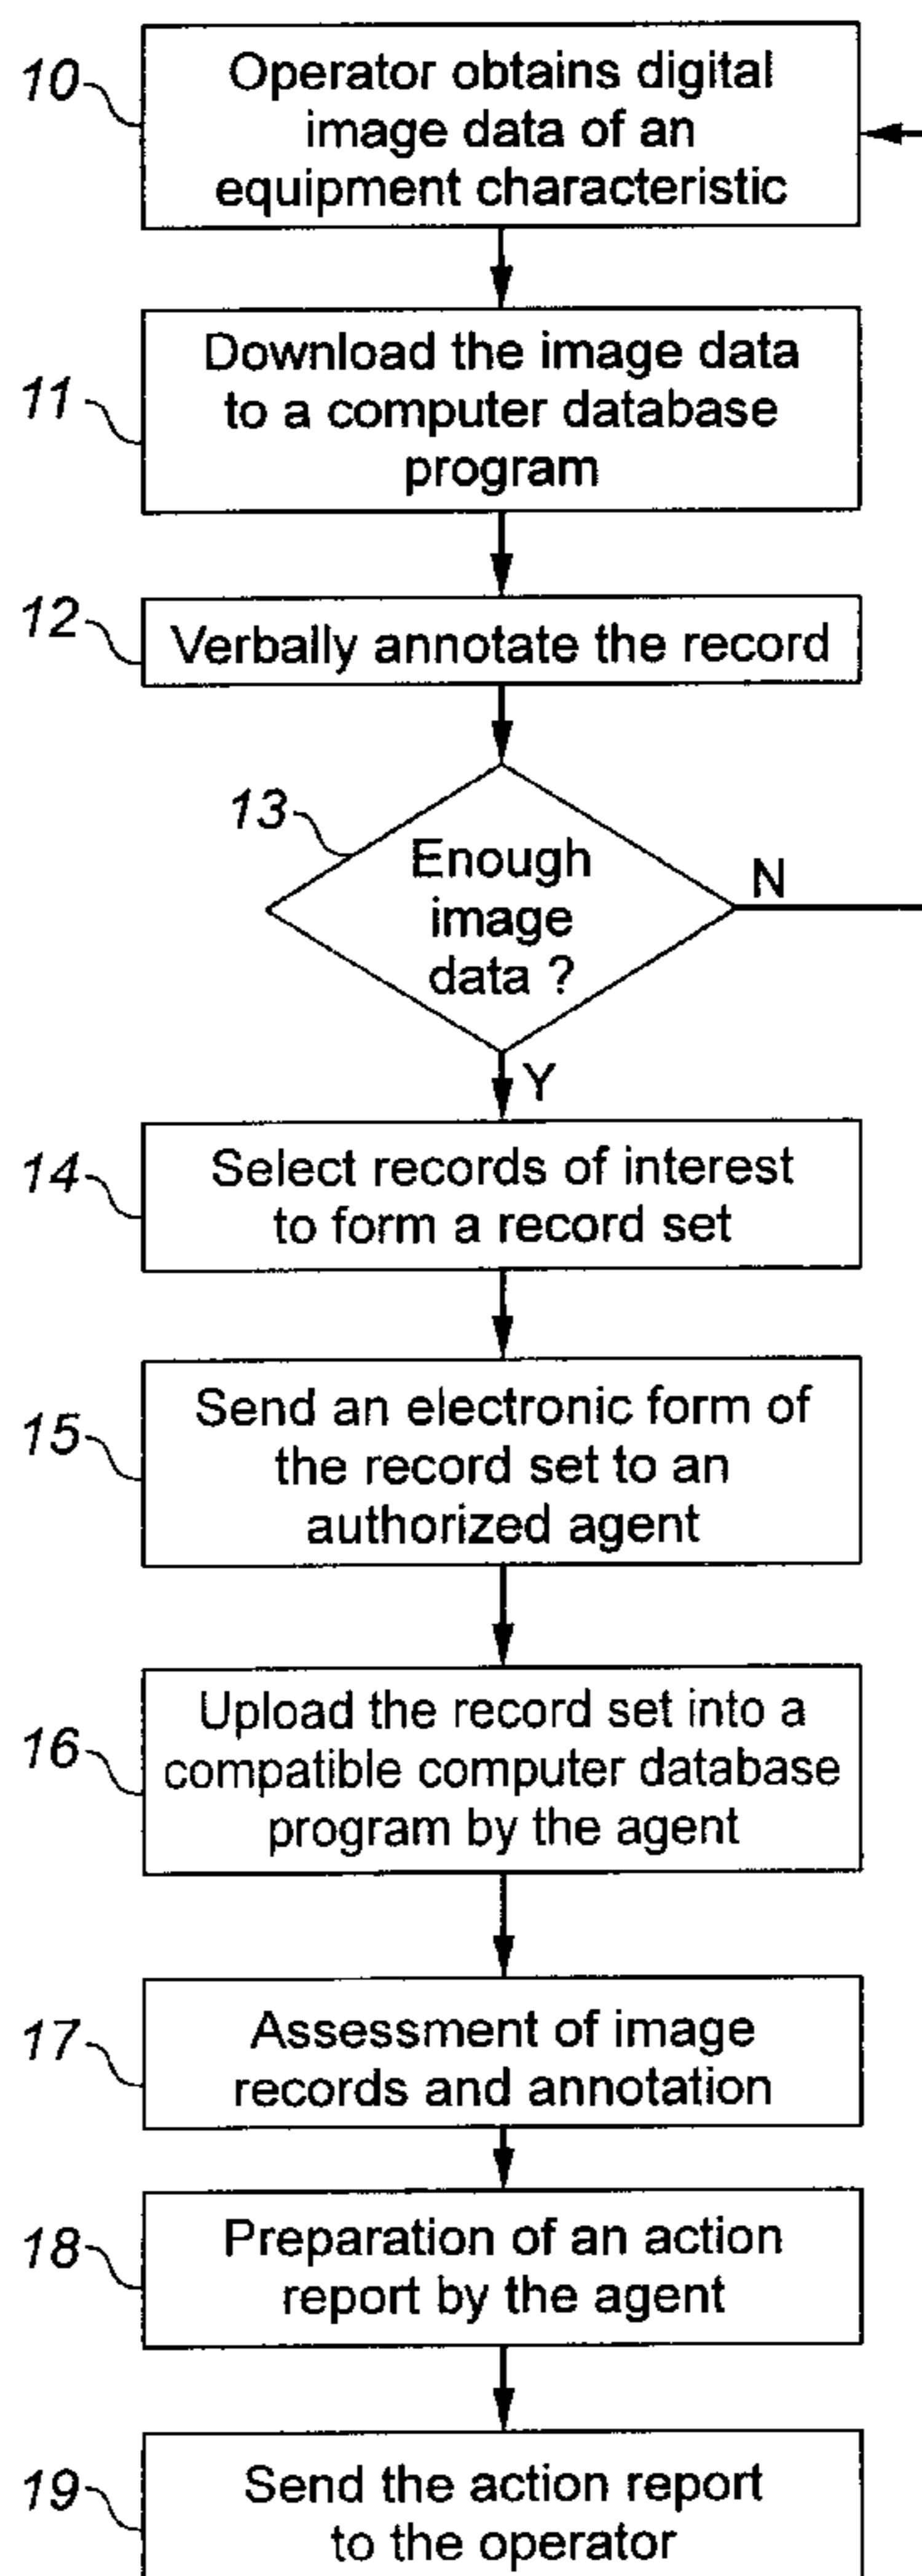 10
Operator obtains digital
image data of an
equipment characteristic
11
Download the image data
to a computer database
program
12
Verbally annotate the record
13
Enough
image
data ?
N
Y
14
Select records of interest
to form a record set
15
Send an electronic form of
the record set to an
authorized agent
16
Upload the record set into a
compatible computer database
program by the agent
17
Assessment of image
records and annotation
18
Preparation of an action
report by the agent
19
Send the action report
to the operator